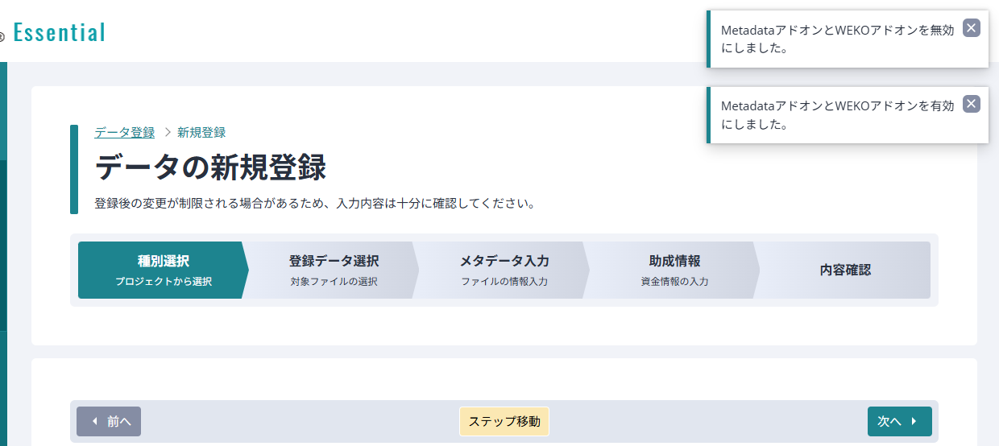 ® Essential
MetadataアドオンとWEKOアドオンを無効
にしました。
MetadataアドオンとWEKOアドオンを有効
にしました。
データ登録 > 新規登録
データの新規登録
登録後の変更が制限される場合があるため、入力内容は十分に確認してください。
種別選択
プロジェクトから選択
登録データ選択
対象ファイルの選択
メタデータ入力
ファイルの情報入力
助成情報
資金情報の入力
内容確認
前へ
ステップ移動
次へ